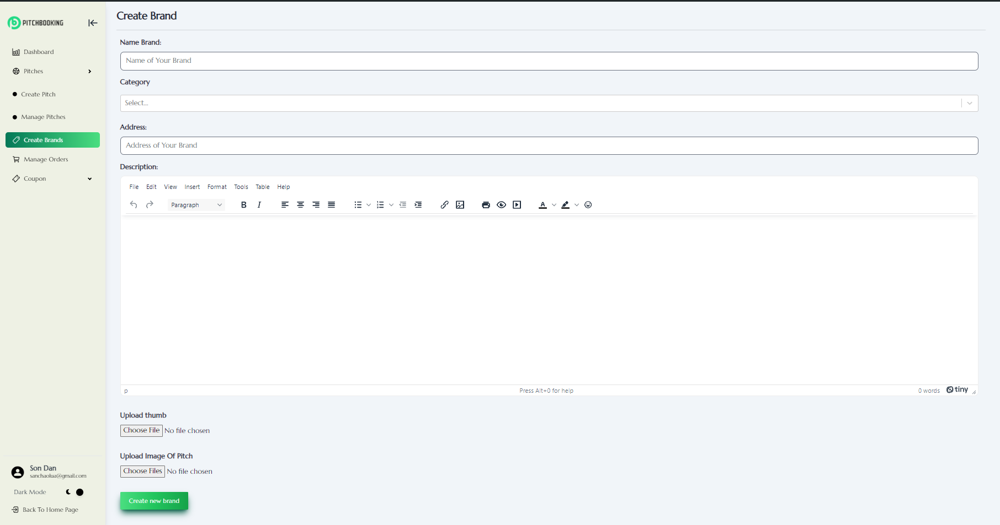 PITCHBOOKING
Dashboard
Pitches
Create Pitch
Manage Pitches
Create Brands
Manage Orders
Coupon
Son Dan
sanchaolua@gmail.com
Dark Mode
Back To Home Page
Create Brand
Name Brand:
Name of Your Brand
Category
Select...
Address:
Address of Your Brand
Description:
File Edit View Insert Format Tools Table Help
Paragraph B I A
p Press Alt+0 for help 0 words tiny
Upload thumb
Choose File No file chosen
Upload Image Of Pitch
Choose Files No file chosen
Create new brand